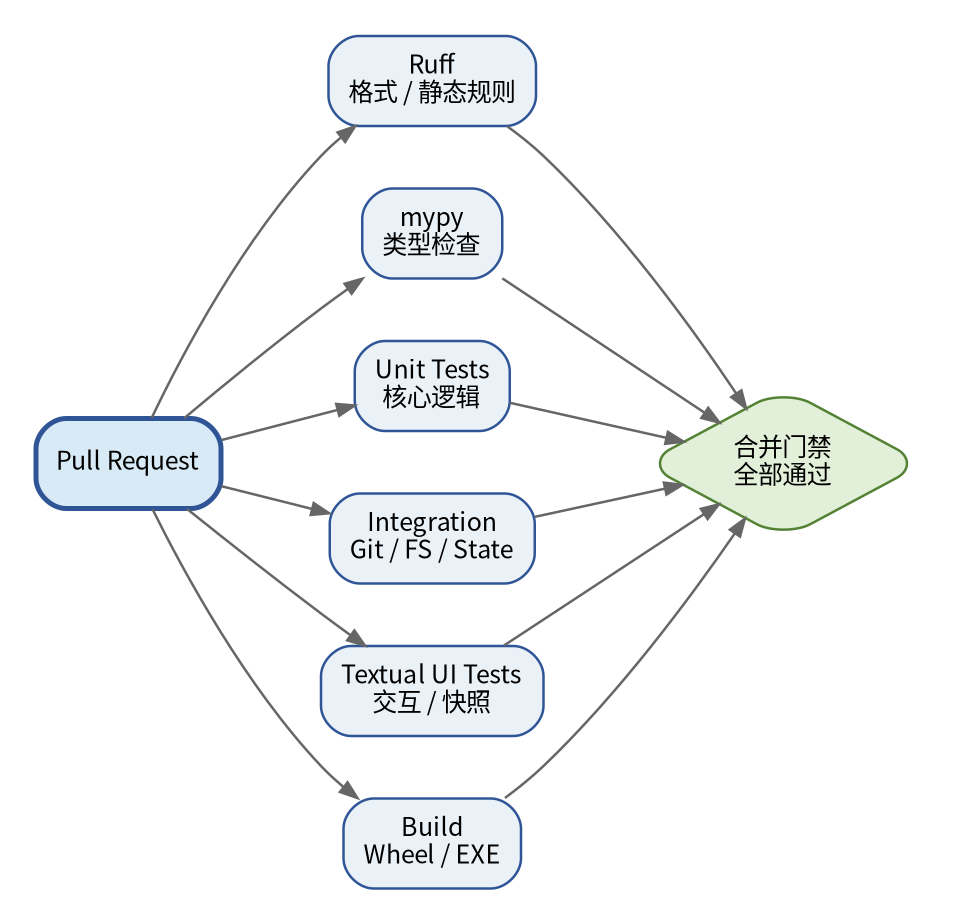 Ruff
格式 / 静态规则
mypy
类型检查
Unit Tests
核心逻辑
Pull Request
合并门禁
全部通过
Integration
Git / FS / State
Textual UI Tests
交互 / 快照
Build
Wheel / EXE